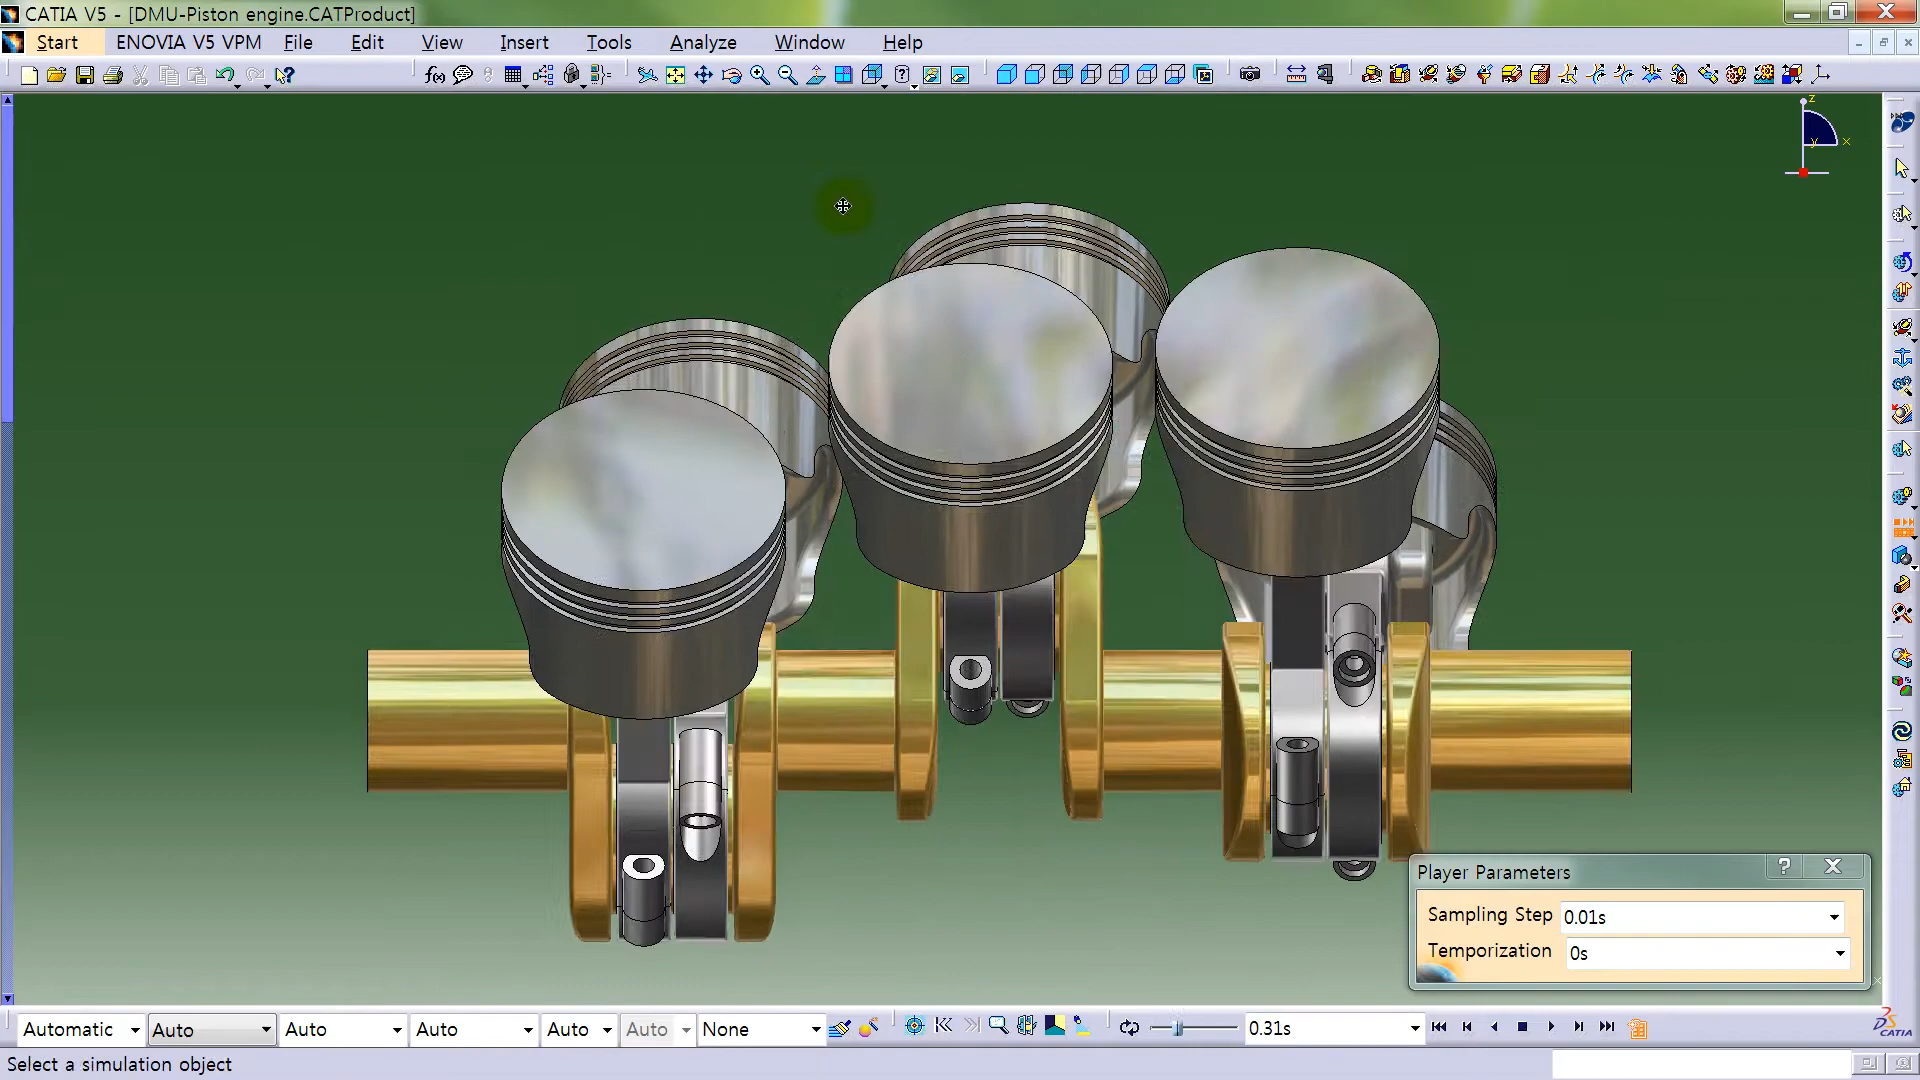 CATIA V5 - [DMU-Piston engine.CATProduct]
Start ENOVIA V5 VPM File Edit View Insert Tools Analyze Window Help
z
y x
Player Parameters
Sampling Step 0.01s
Temporization 0s
Automatic Auto Auto Auto Auto Auto None 0.31s
CATIA
Select a simulation object